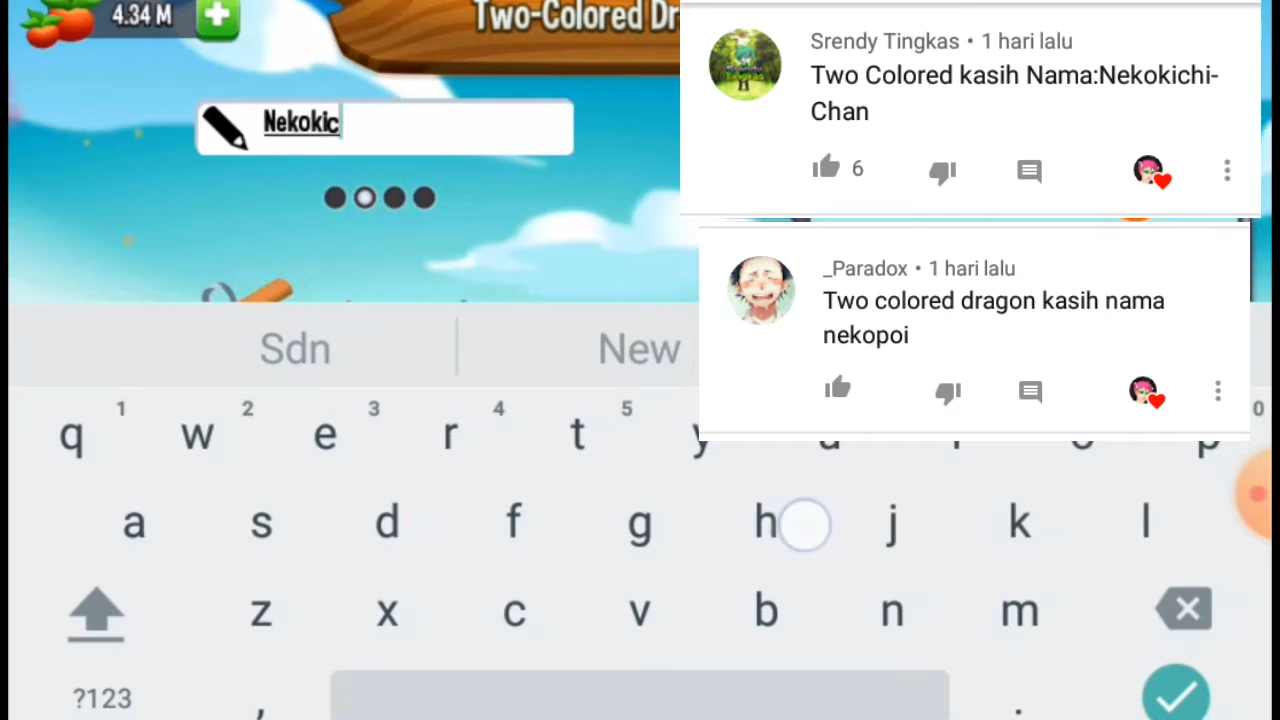 4.34 M
Two-Colored Dr
Nekokic
Srendy Tingkas • 1 hari lalu
Two Colored kasih Nama:Nekokichi-
Chan
6
_Paradox • 1 hari lalu
Two colored dragon kasih nama
nekopoi
Sdn
New
1 2 3 4 5 0
q w e r t y p
a s d f g h j k l
z x c v b n m
?123 , .